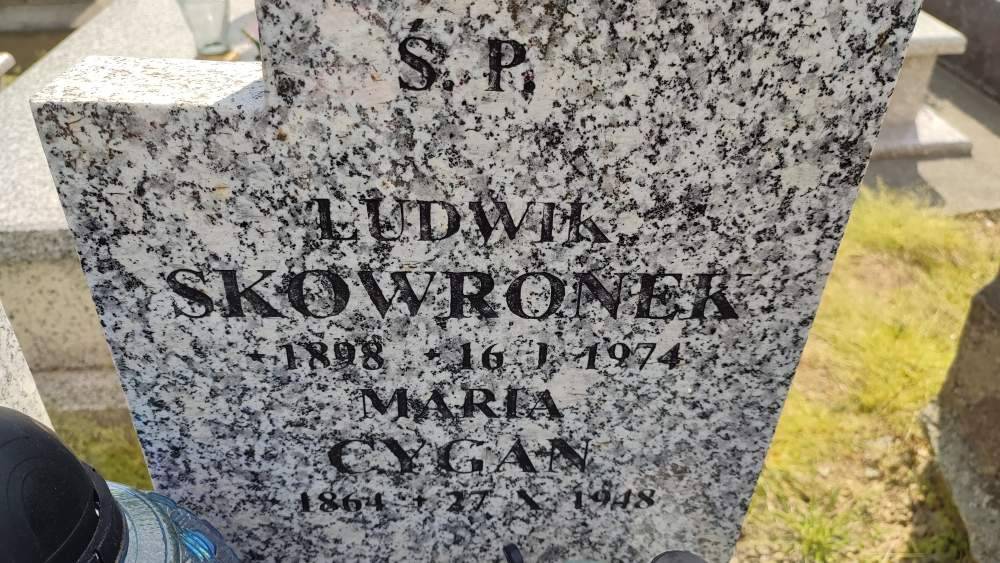 Ś. P.
LUDWIK
SKOWRONEK
* 1898 + 16 I 1974
MARIA
CYGAN
* 1864 + 27 X 1948